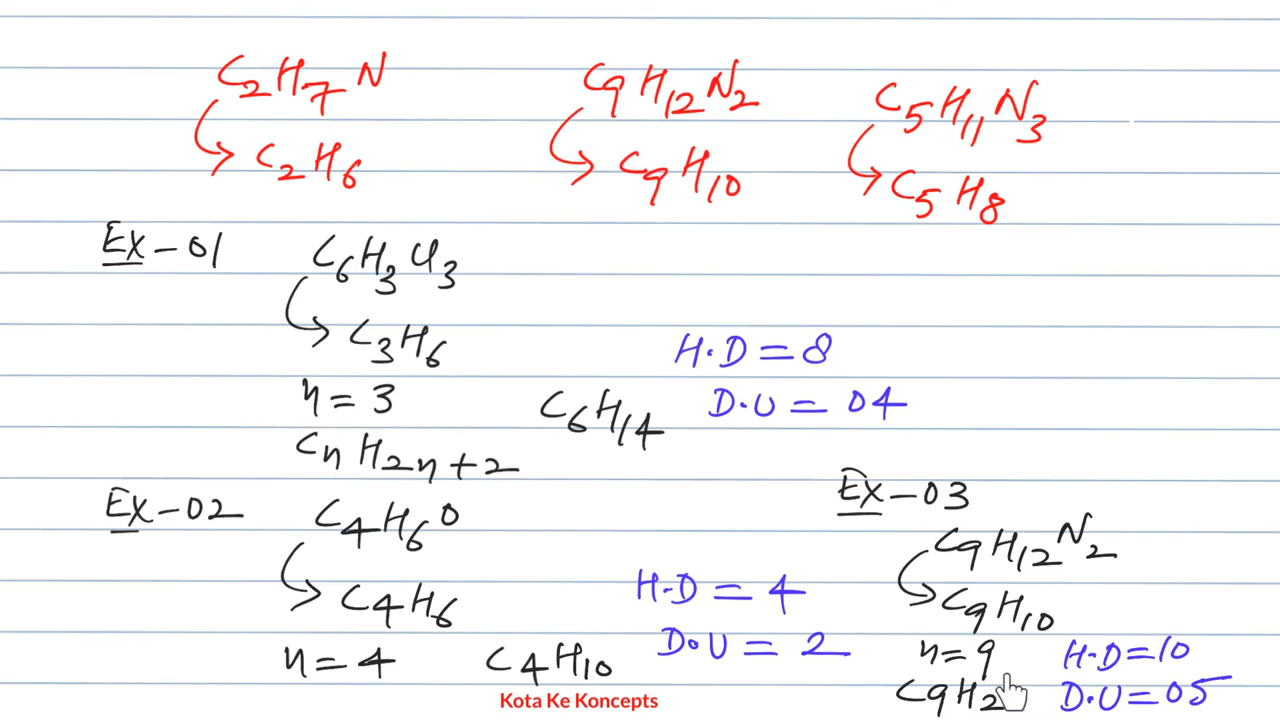 C2H7N C9H12N2 C5H11N3
C2H6 C9H10 C5H8
Ex-01 C6H3Cl3
C3H6 H.D = 8
n = 3 C6H14 D.U = 04
CnH2n+2
Ex-02 C4H6O Ex-03
C9H12N2
C4H6 H-D = 4 C9H10
n = 4 C4H10 D.U = 2 n = 9 H.D = 10
Kota Ke Koncepts C9H2 D.U = 05